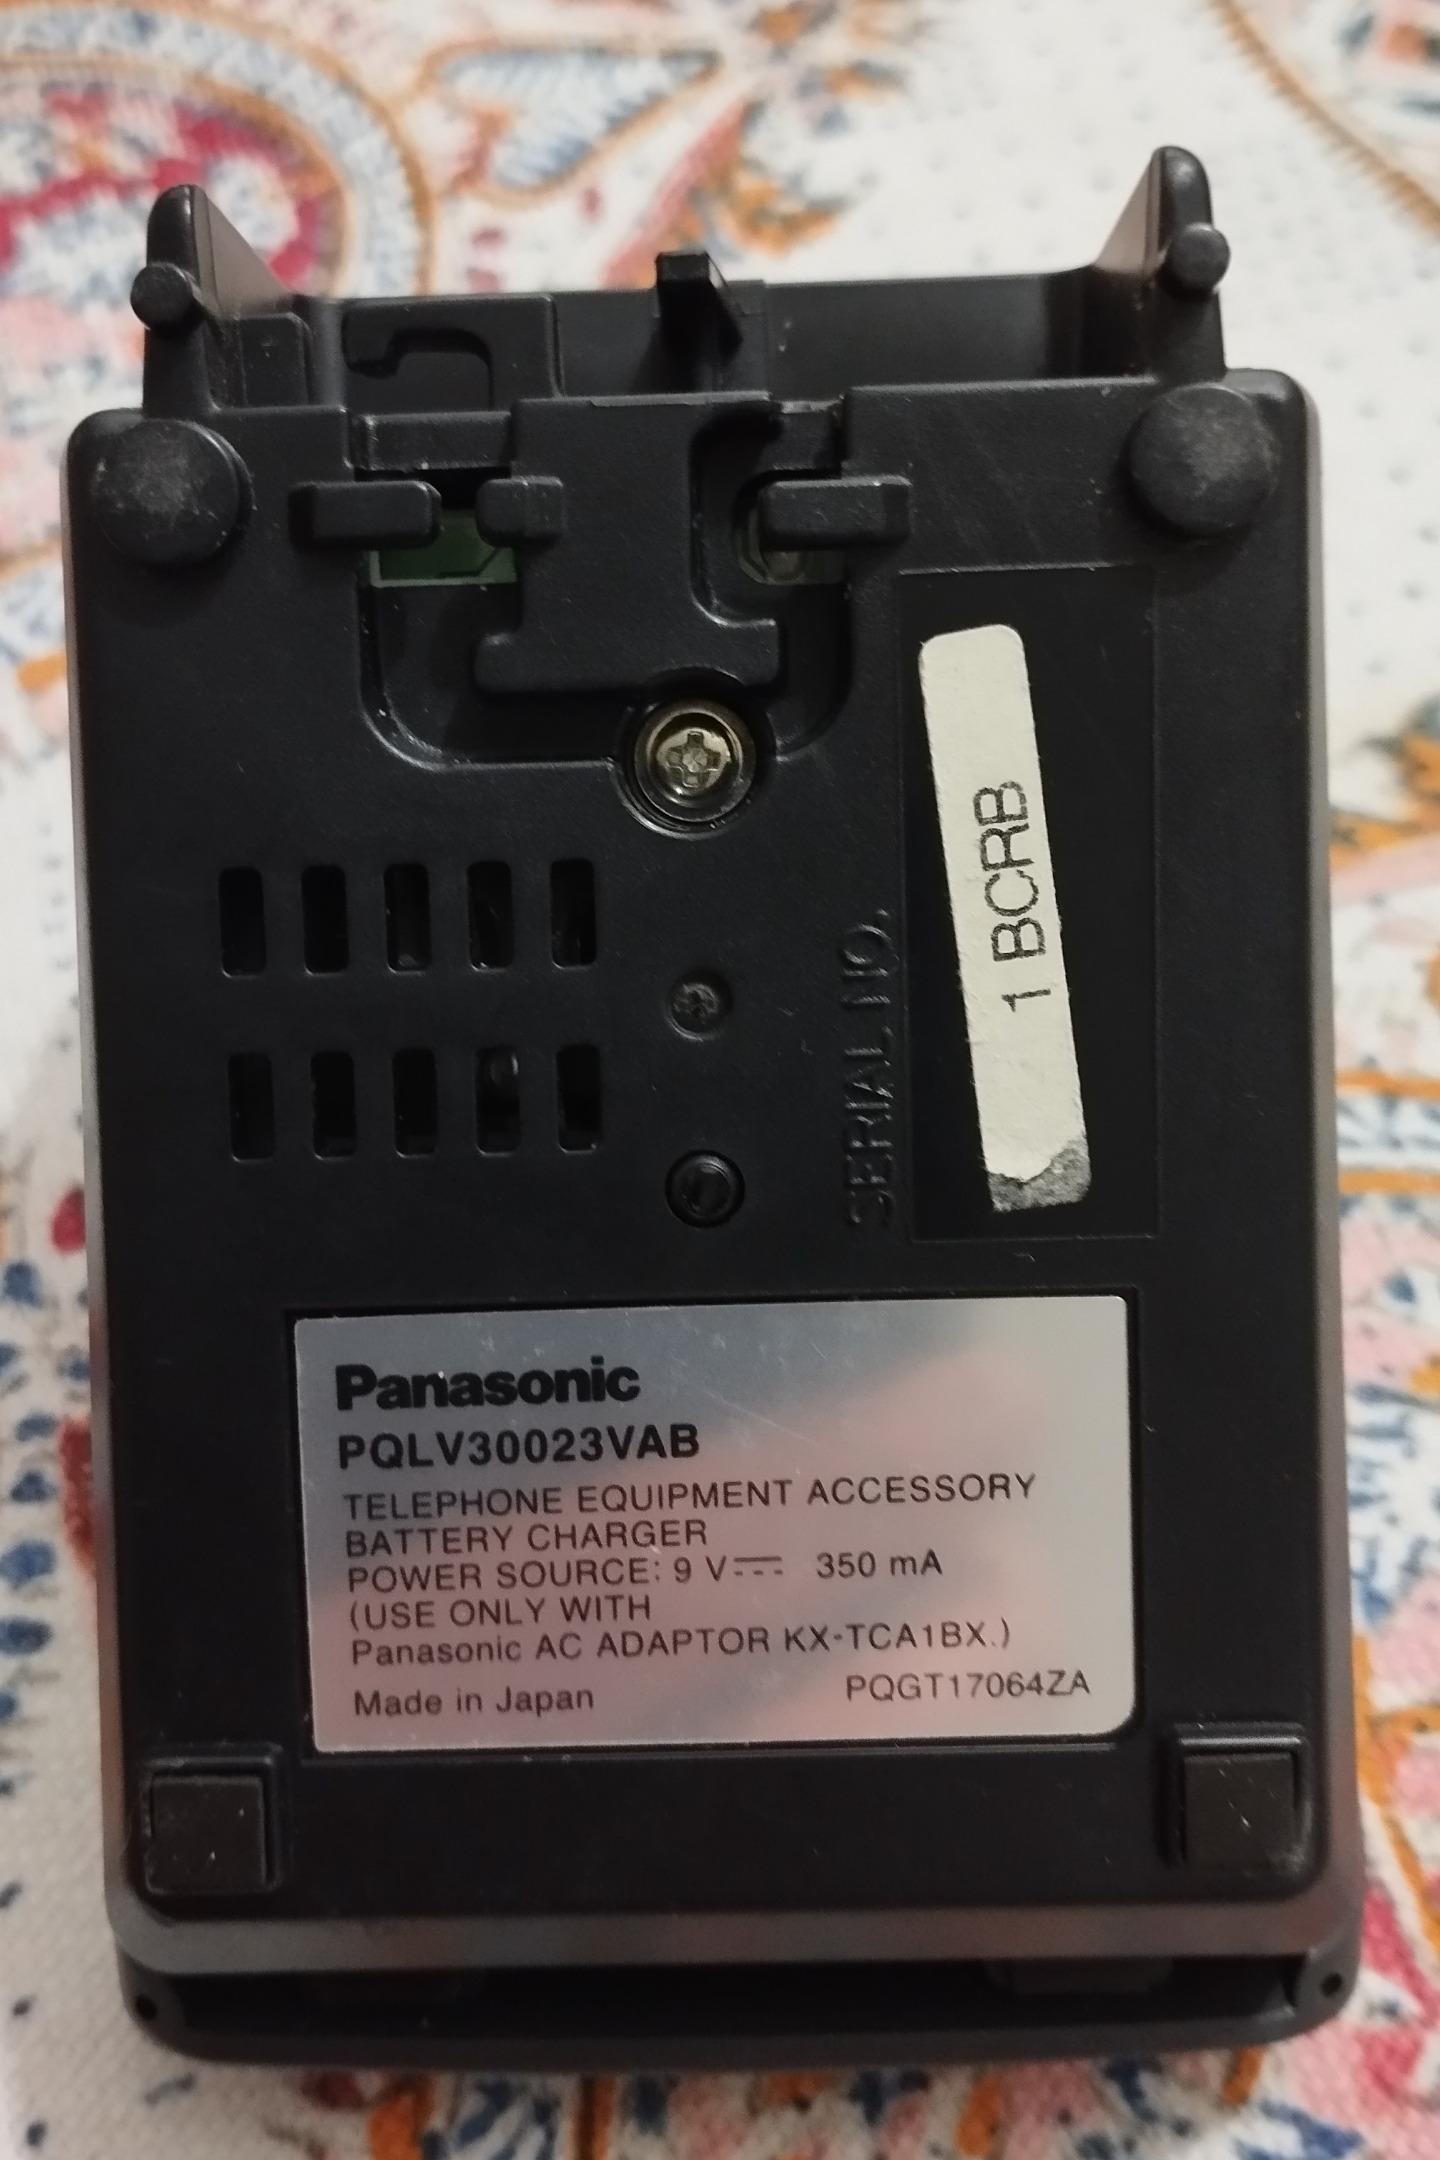 1 BCRB
SERIAL NO.
Panasonic
PQLV30023VAB
TELEPHONE EQUIPMENT ACCESSORY
BATTERY CHARGER
POWER SOURCE: 9 V⎓ 350 mA
(USE ONLY WITH
Panasonic AC ADAPTOR KX-TCA1BX.)
Made in Japan PQGT17064ZA